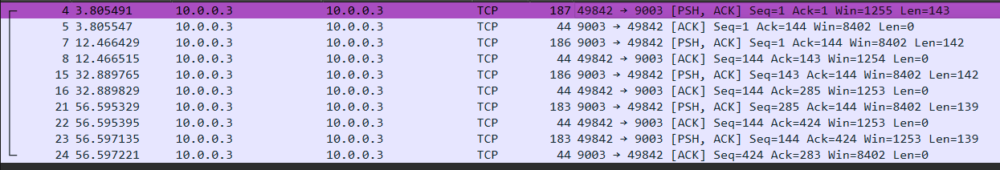 4 3.805491 10.0.0.3 10.0.0.3 TCP 187 49842 → 9003 [PSH, ACK] Seq=1 Ack=1 Win=1255 Len=143
5 3.805547 10.0.0.3 10.0.0.3 TCP 44 9003 → 49842 [ACK] Seq=1 Ack=144 Win=8402 Len=0
7 12.466429 10.0.0.3 10.0.0.3 TCP 186 9003 → 49842 [PSH, ACK] Seq=1 Ack=144 Win=8402 Len=142
8 12.466515 10.0.0.3 10.0.0.3 TCP 44 49842 → 9003 [ACK] Seq=144 Ack=143 Win=1254 Len=0
15 32.889765 10.0.0.3 10.0.0.3 TCP 186 9003 → 49842 [PSH, ACK] Seq=143 Ack=144 Win=8402 Len=142
16 32.889829 10.0.0.3 10.0.0.3 TCP 44 49842 → 9003 [ACK] Seq=144 Ack=285 Win=1253 Len=0
21 56.595329 10.0.0.3 10.0.0.3 TCP 183 9003 → 49842 [PSH, ACK] Seq=285 Ack=144 Win=8402 Len=139
22 56.595395 10.0.0.3 10.0.0.3 TCP 44 49842 → 9003 [ACK] Seq=144 Ack=424 Win=1253 Len=0
23 56.597135 10.0.0.3 10.0.0.3 TCP 183 49842 → 9003 [PSH, ACK] Seq=144 Ack=424 Win=1253 Len=139
24 56.597221 10.0.0.3 10.0.0.3 TCP 44 9003 → 49842 [ACK] Seq=424 Ack=283 Win=8402 Len=0